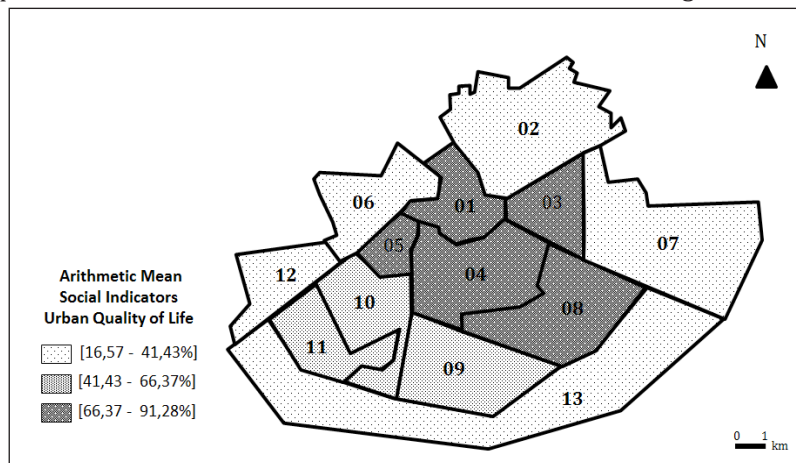 N
02
06
01
03
07
05
12
04
10
08
11
09
13
Arithmetic Mean
Social Indicators
Urban Quality of Life
[16,57 - 41,43%]
[41,43 - 66,37%]
[66,37 - 91,28%]
0 1
km